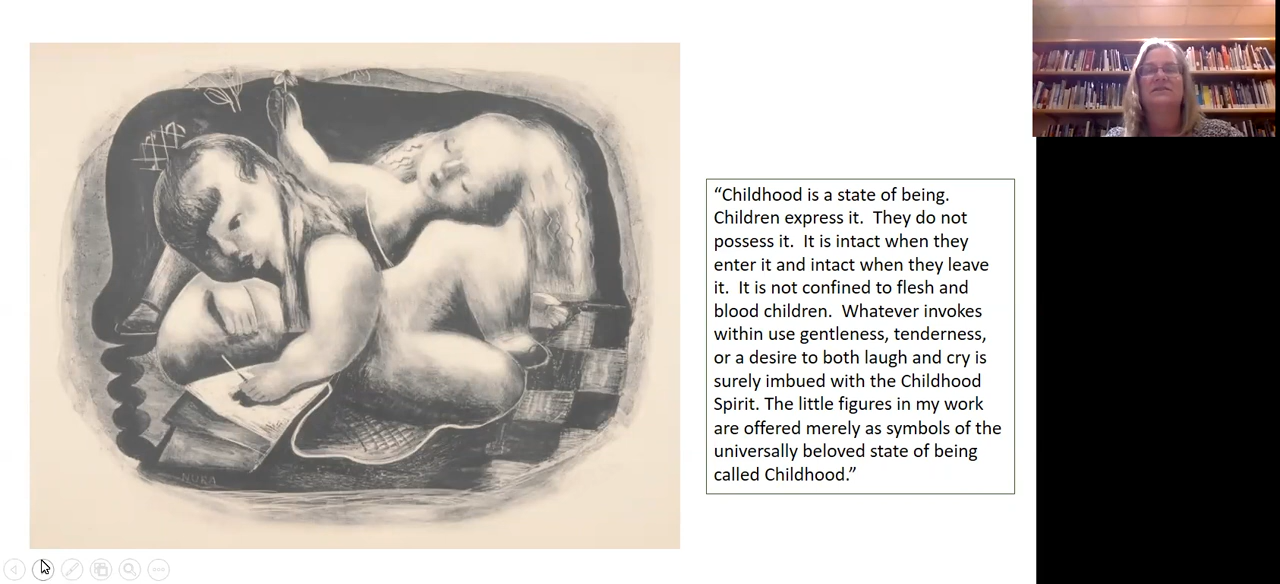 “Childhood is a state of being.
Children express it.  They do not
possess it.  It is intact when they
enter it and intact when they leave
it.  It is not confined to flesh and
blood children.  Whatever invokes
within use gentleness, tenderness,
or a desire to both laugh and cry is
surely imbued with the Childhood
Spirit. The little figures in my work
are offered merely as symbols of the
universally beloved state of being
called Childhood.”
NURA